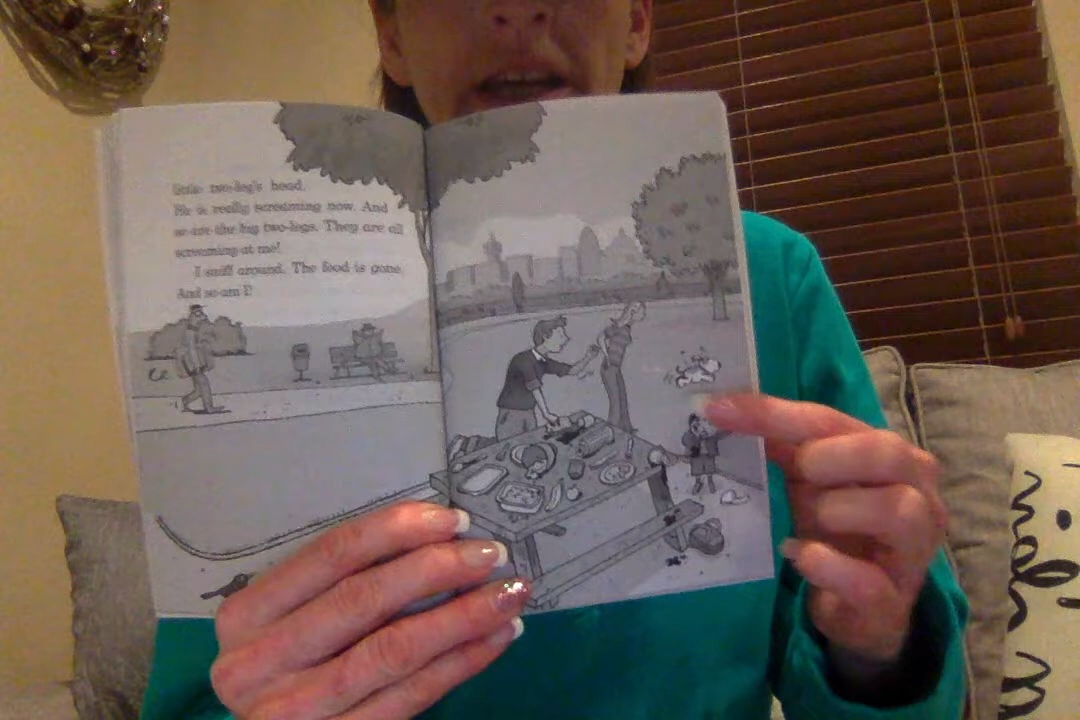 little two-leg's head.
He is really screaming now. And
so are the big two-legs. They are all
screaming at me!
I sniff around. The food is gone.
And so am I!